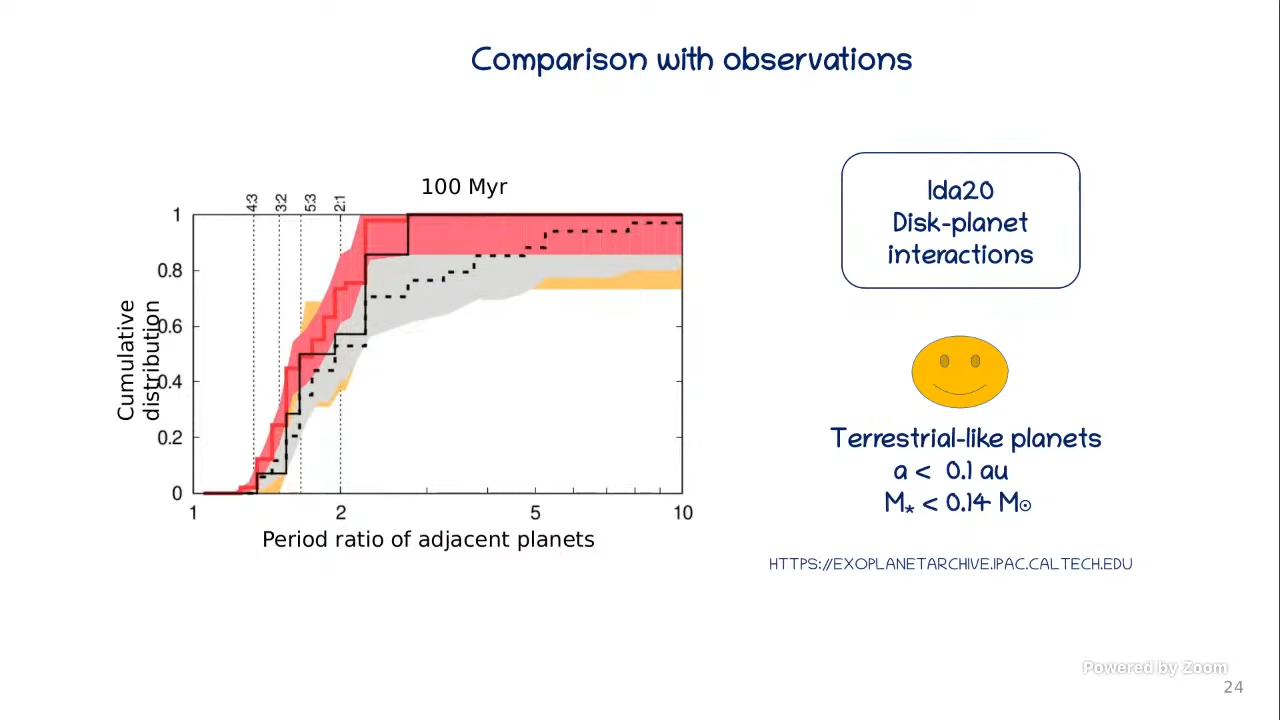 Comparison with observations
100 Myr
4:3
3:2
5:3
2:1
1
0.8
0.6
0.4
0.2
0
Cumulative
distribution
1
2
5
10
Period ratio of adjacent planets
Ida20
Disk-planet
interactions
Terrestrial-like planets
a < 0.1 au
M* < 0.14 M☉
HTTPS://EXOPLANETARCHIVE.IPAC.CALTECH.EDU
Powered by Zoom
24